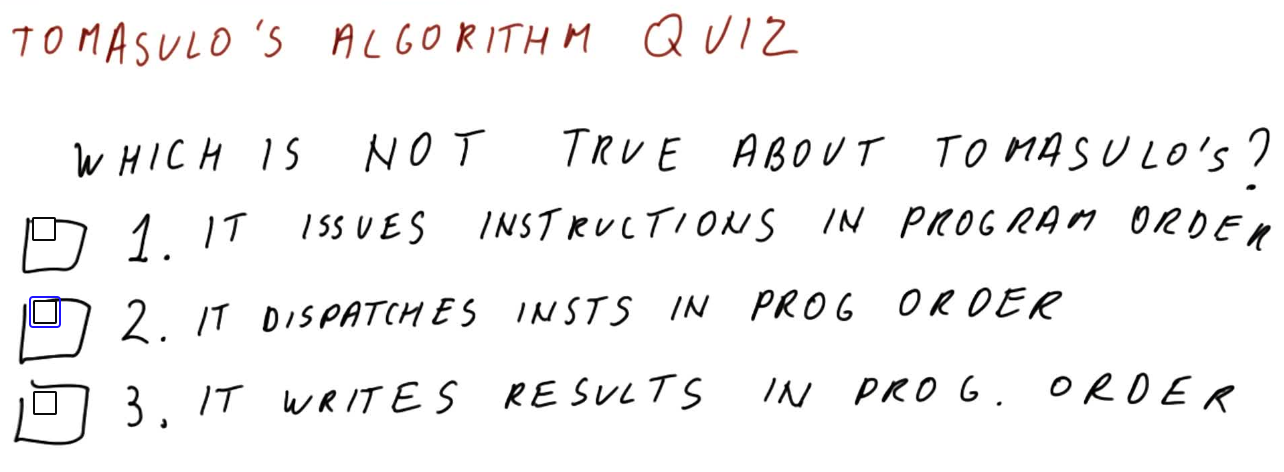 TOMASULO'S ALGORITHM QUIZ
WHICH IS NOT TRUE ABOUT TOMASULO'S?
1. IT ISSUES INSTRUCTIONS IN PROGRAM ORDER
2. IT DISPATCHES INSTS IN PROG ORDER
3. IT WRITES RESULTS IN PROG. ORDER